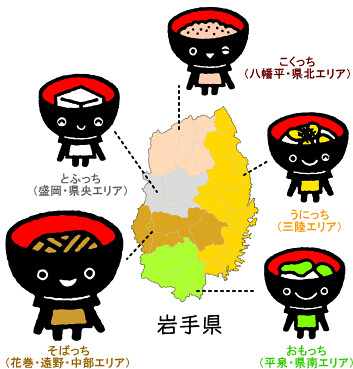 こくっち
(八幡平・県北エリア)
とふっち
(盛岡・県央エリア)
うにっち
(三陸エリア)
そばっち
(花巻・遠野・中部エリア)
おもっち
(平泉・県南エリア)
岩手県